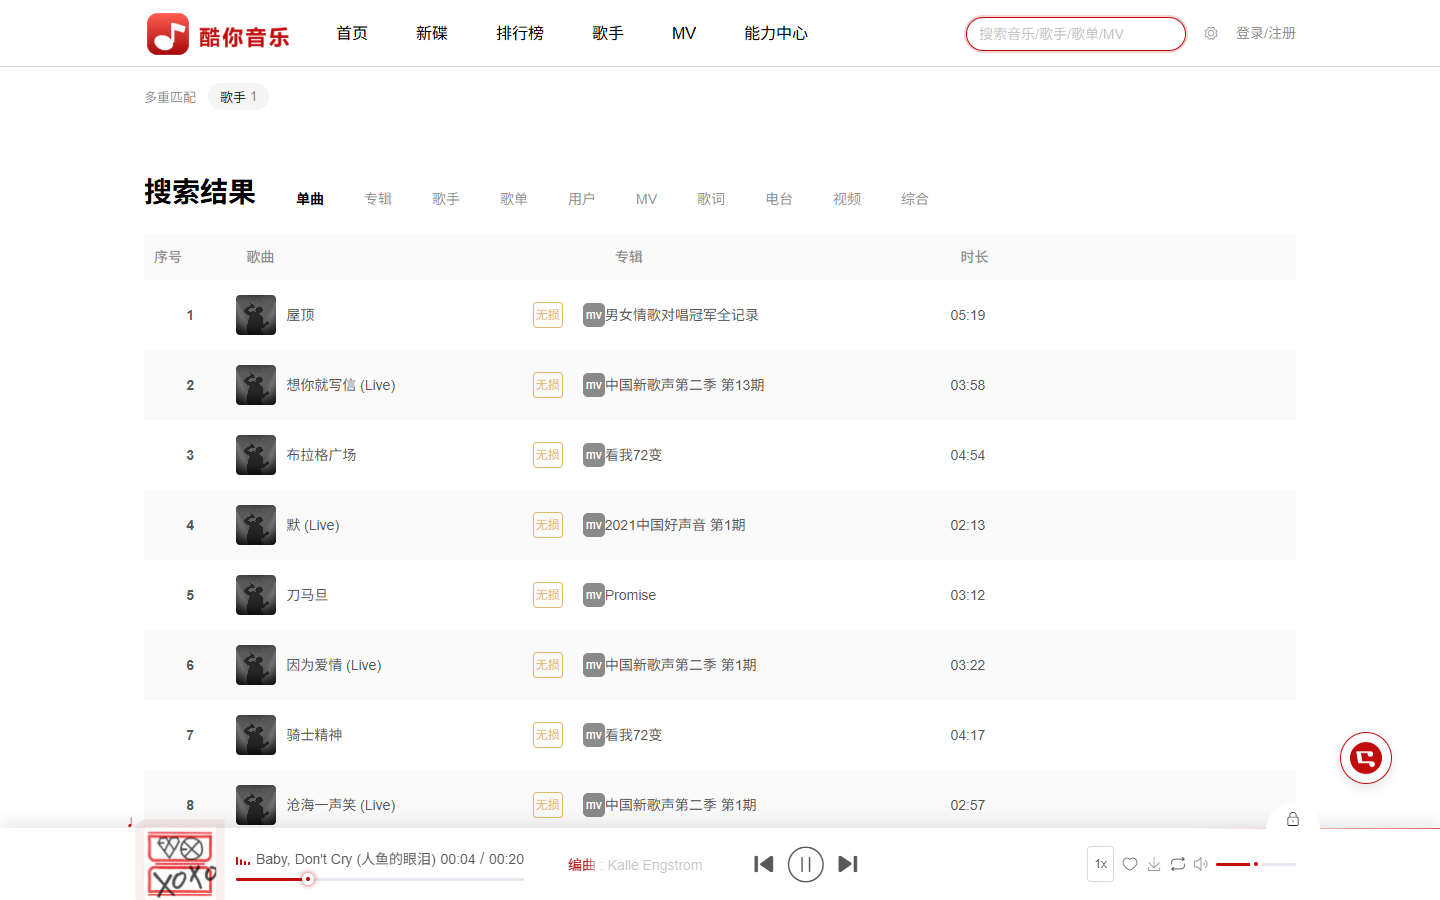 酷你音乐 首页 新碟 排行榜 歌手 MV 能力中心 搜索音乐/歌手/歌单/MV 登录/注册
多重匹配 歌手 1
搜索结果 单曲 专辑 歌手 歌单 用户 MV 歌词 电台 视频 综合
序号 歌曲 专辑 时长
1 屋顶 无损 mv 男女情歌对唱冠军全记录 05:19
2 想你就写信 (Live) 无损 mv 中国新歌声第二季 第13期 03:58
3 布拉格广场 无损 mv 看我72变 04:54
4 默 (Live) 无损 mv 2021中国好声音 第1期 02:13
5 刀马旦 无损 mv Promise 03:12
6 因为爱情 (Live) 无损 mv 中国新歌声第二季 第1期 03:22
7 骑士精神 无损 mv 看我72变 04:17
8 沧海一声笑 (Live) 无损 mv 中国新歌声第二季 第1期 02:57
XOXO
Baby, Don't Cry (人鱼的眼泪) 00:04 / 00:20
编曲 : Kalle Engstrom
1x